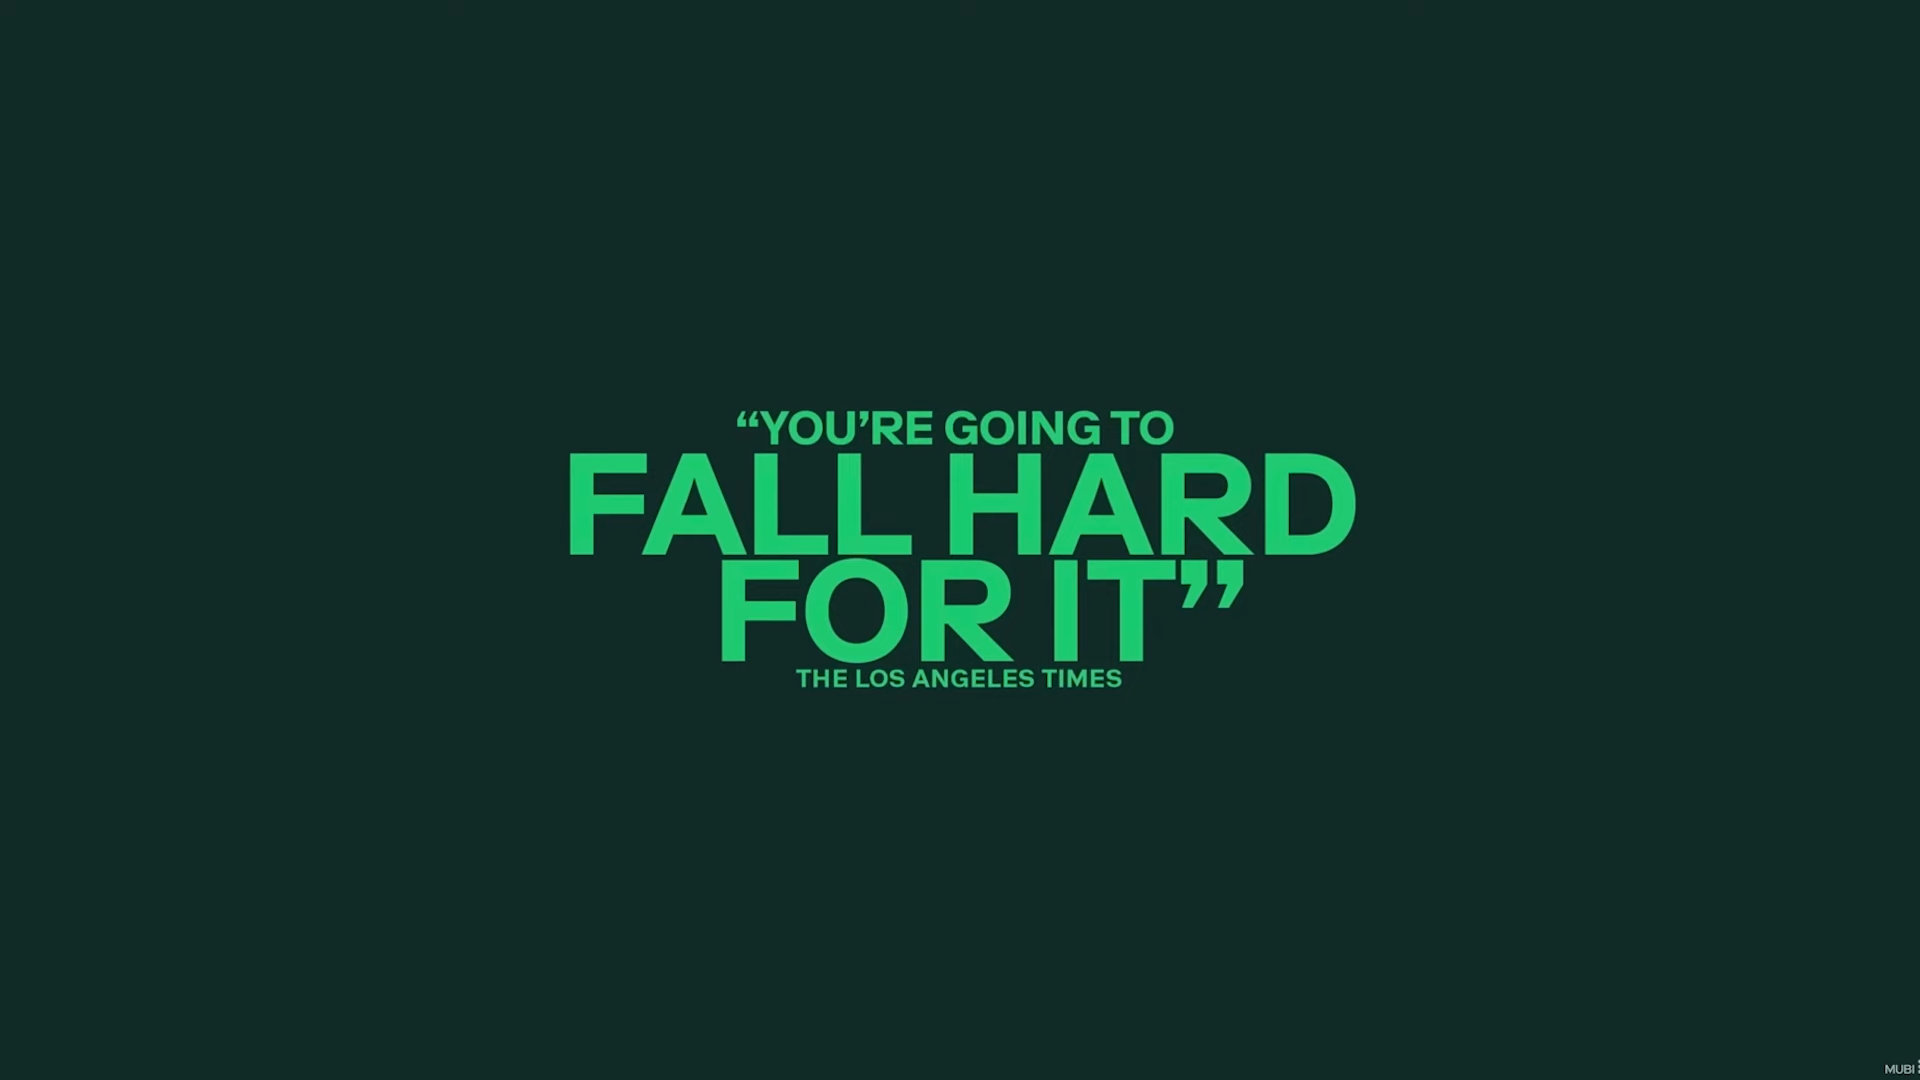 “YOU’RE GOING TO
FALL HARD
FOR IT”
THE LOS ANGELES TIMES
MUBI